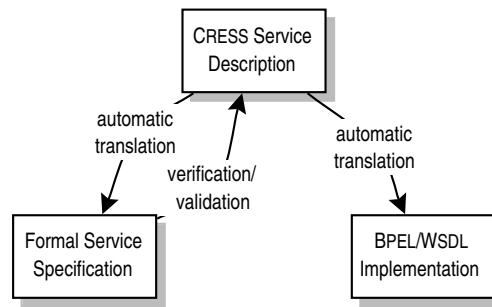 CRESS Service
Description
automatic
translation
verification/
validation
automatic
translation
Formal Service
Specification
BPEL/WSDL
Implementation